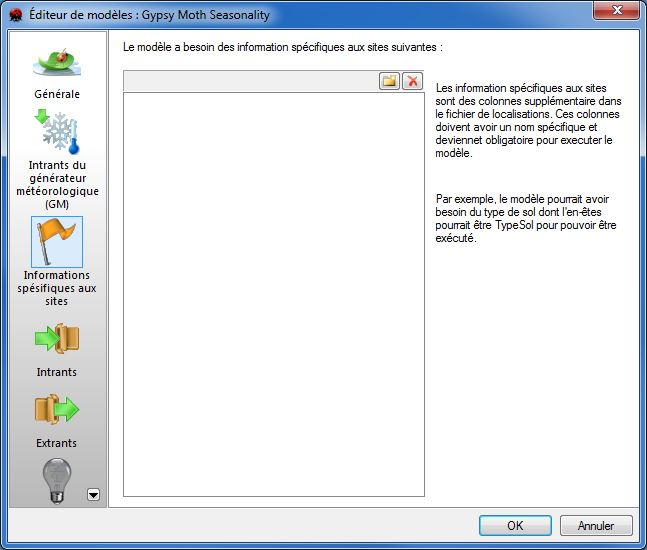 Éditeur de modèles : Gypsy Moth Seasonality
Le modèle a besoin des information spécifiques aux sites suivantes :
Générale
Intrants du
générateur
météorologique
(GM)
Informations
spésifiques aux
sites
Intrants
Extrants
Les information spécifiques aux sites
sont des colonnes supplémentaire dans
le fichier de localisations. Ces colonnes
doivent avoir un nom spécifique et
deviennet obligatoire pour executer le
modèle.
Par exemple, le modèle pourrait avoir
besoin du type de sol dont l'en-êtes
pourrait être TypeSol pour pouvoir être
exécuté.
OK
Annuler